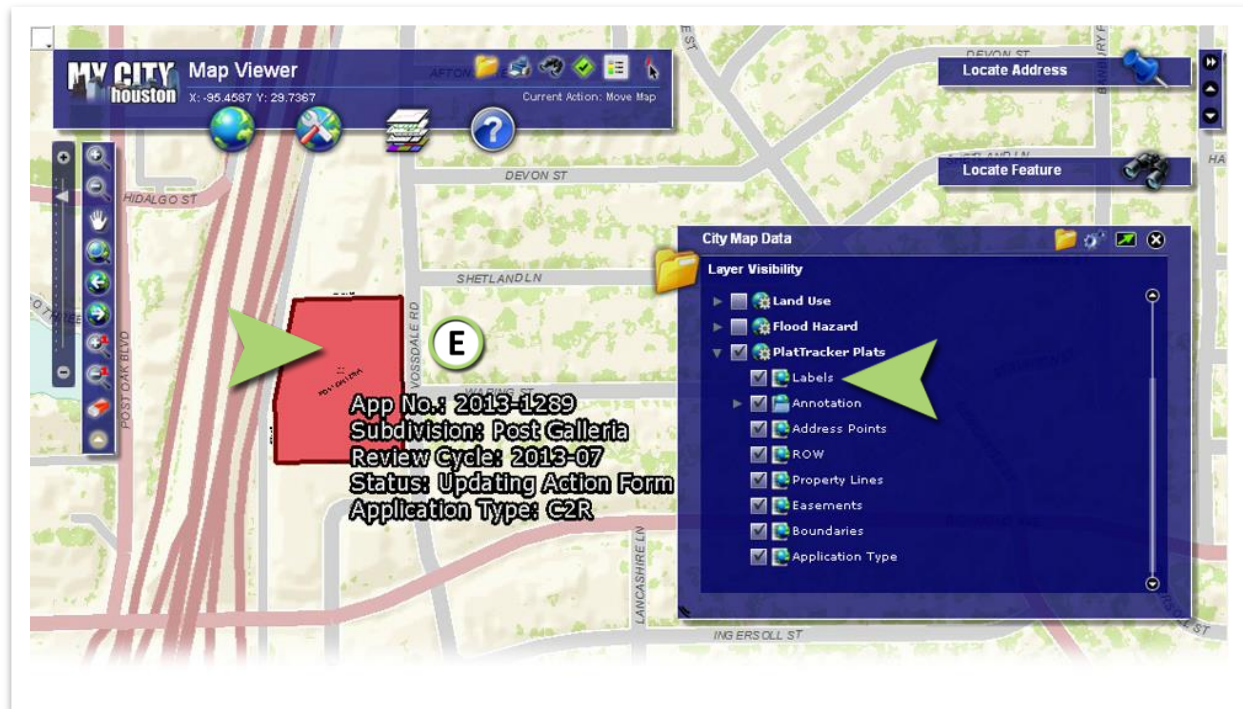 MY CITY
houston
Map Viewer
X: -95.4587 Y: 29.7367
Current Action: Move Map
DEVON ST
Locate Address
Locate Feature
HIDALGO ST
DEVON ST
SHETLAND LN
VOSSDALE RD
E
WARING ST
POST OAK BLVD
POST GALLERIA
App No.: 2013-1289
Subdivision: Post Galleria
Review Cycle: 2013-07
Status: Updating Action Form
Application Type: C2R
LANCASHIRE LN
INGERSOLL ST
City Map Data
Layer Visibility
Land Use
Flood Hazard
PlatTracker Plats
Labels
Annotation
Address Points
ROW
Property Lines
Easements
Boundaries
Application Type